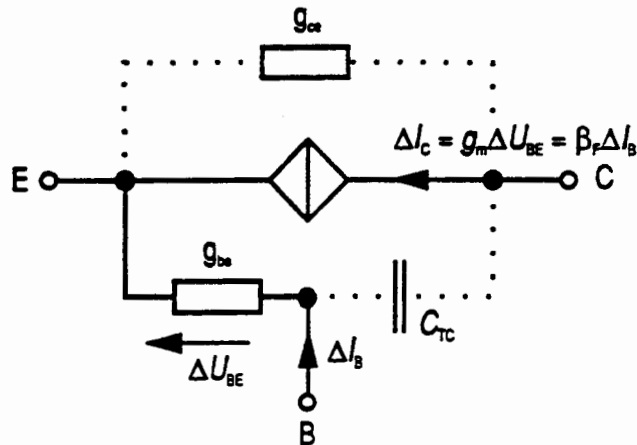 g_ce
ΔI_C = g_m ΔU_BE = β_F ΔI_B
E
C
g_be
C_TC
ΔU_BE
ΔI_B
B